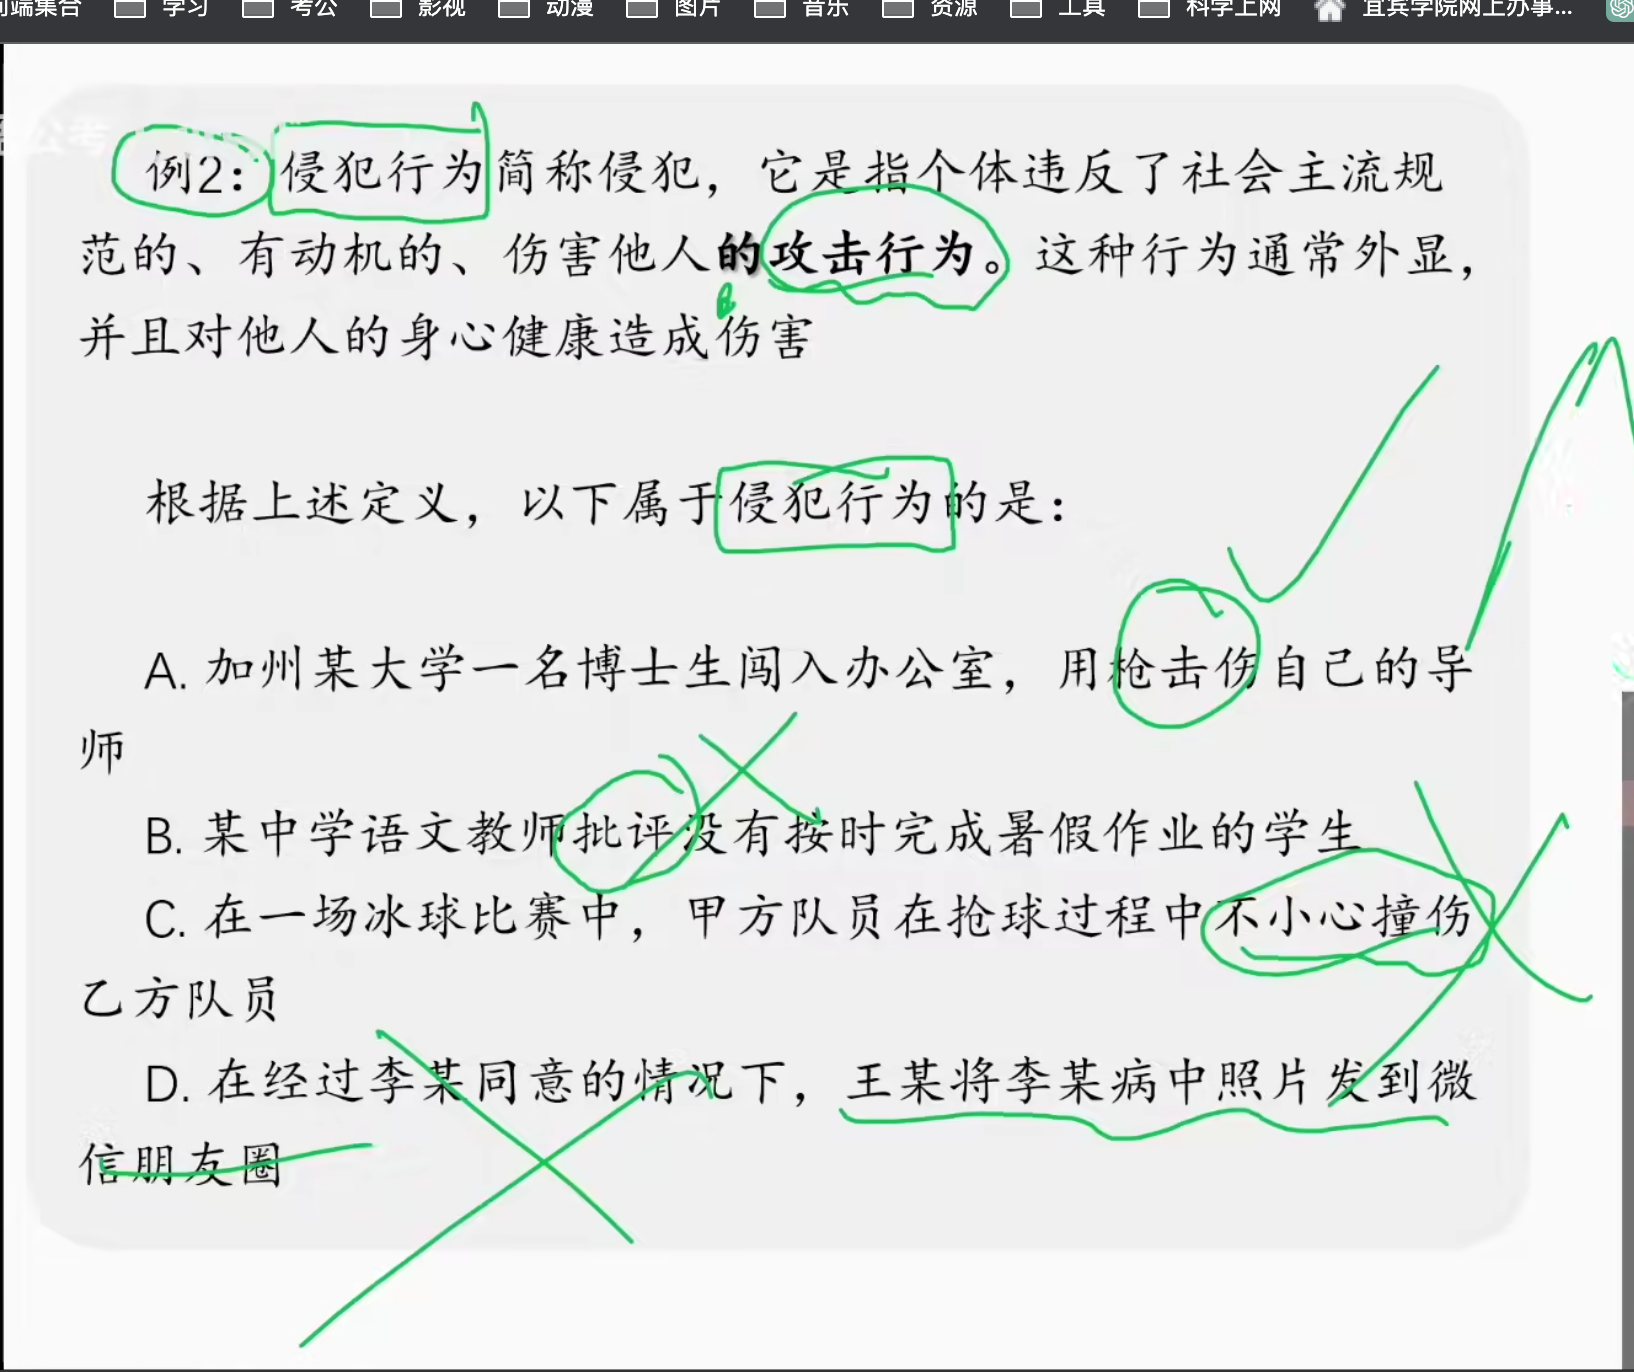 端集合 学习 考公 影视 动漫 图片 音乐 资源 工具 科学上网 宜宾学院网上办事...
公考
例2：侵犯行为简称侵犯，它是指个体违反了社会主流规
范的、有动机的、伤害他人的攻击行为。这种行为通常外显，
并且对他人的身心健康造成伤害
根据上述定义，以下属于侵犯行为的是：
A. 加州某大学一名博士生闯入办公室，用枪击伤自己的导
师
B. 某中学语文教师批评没有按时完成暑假作业的学生
C. 在一场冰球比赛中，甲方队员在抢球过程中不小心撞伤
乙方队员
D. 在经过李某同意的情况下，王某将李某病中照片发到微
信朋友圈